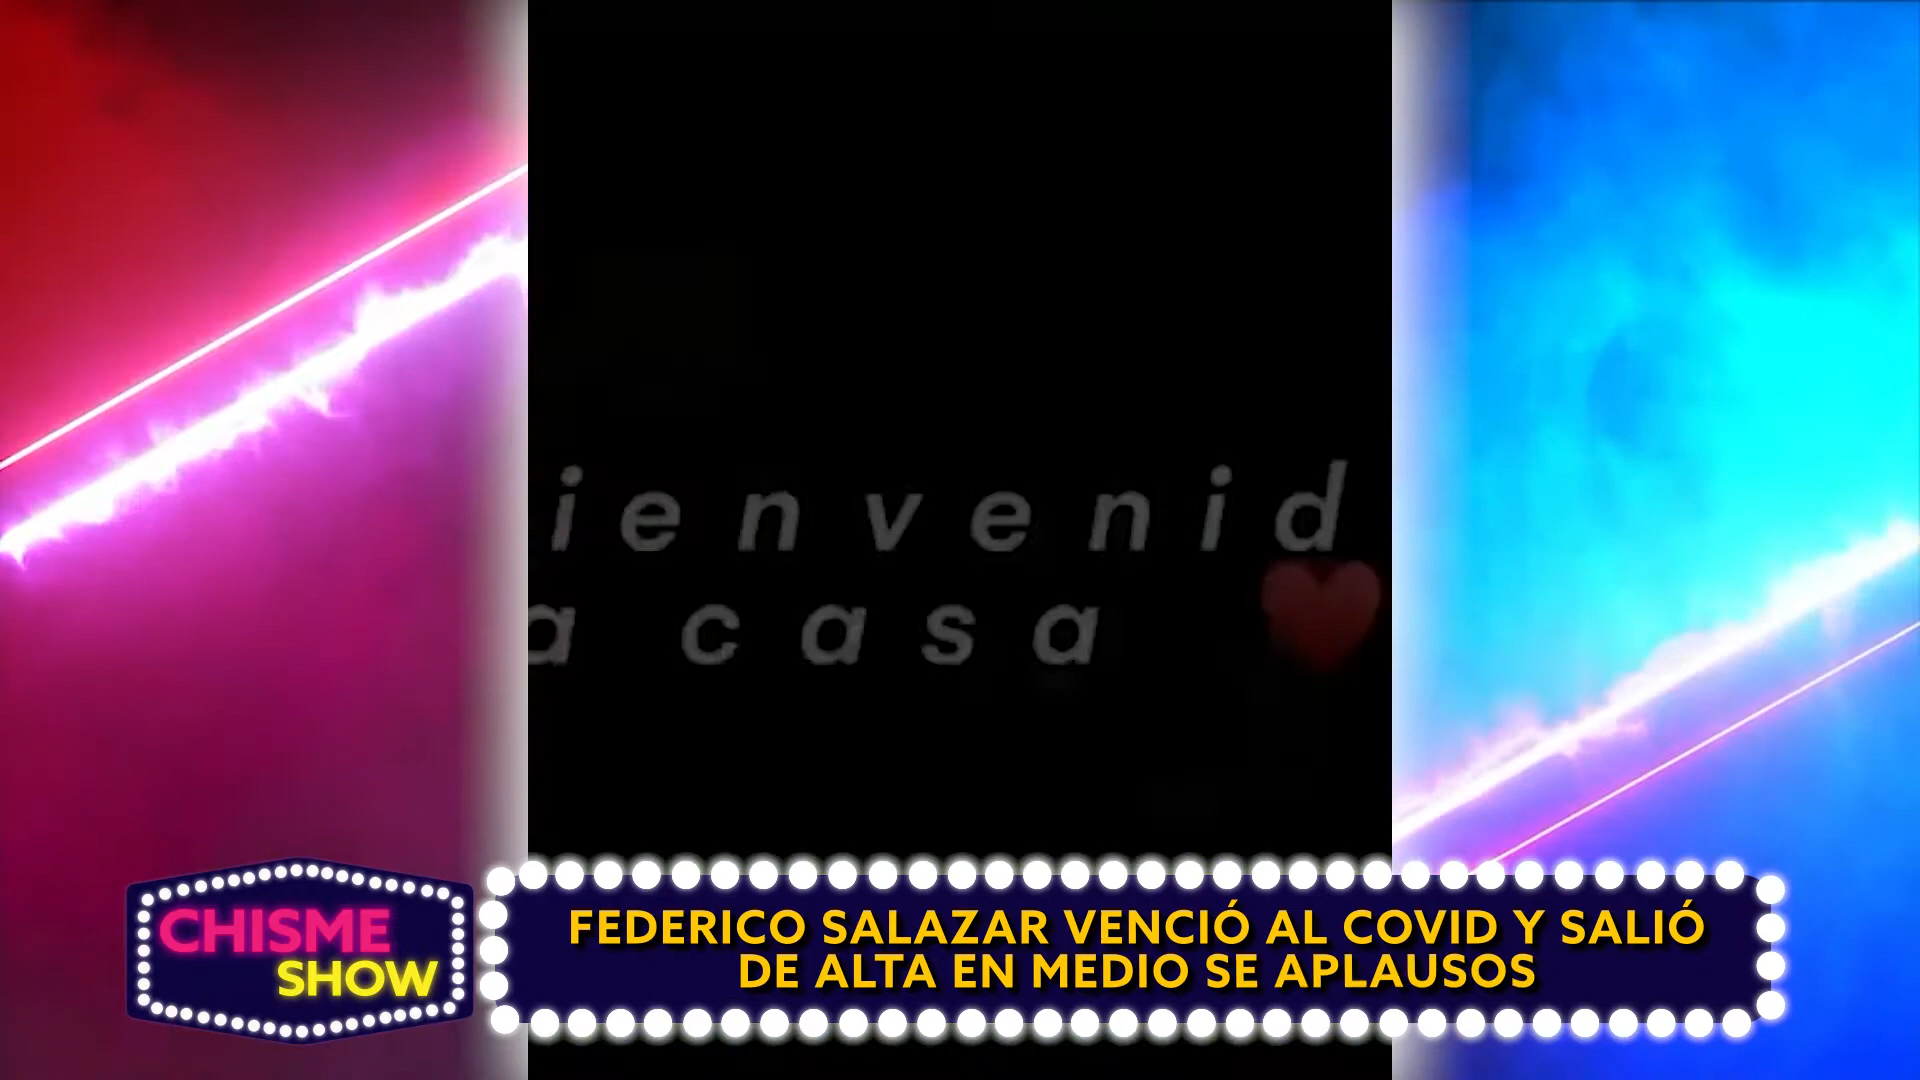 ienvenid
a casa
CHISME
SHOW
FEDERICO SALAZAR VENCIÓ AL COVID Y SALIÓ
DE ALTA EN MEDIO SE APLAUSOS